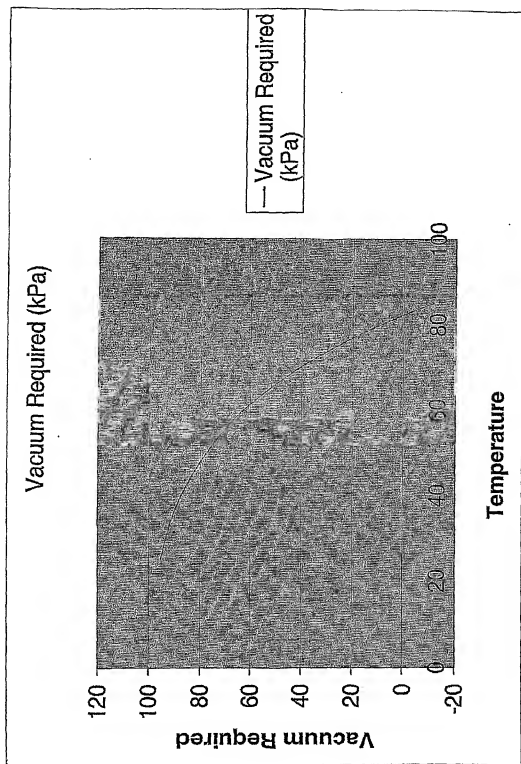 Vacuum Required (kPa)
120
100
80
60
40
20
0
-20
Vacuum Required
0
20
40
60
80
100
Temperature
— Vacuum Required
(kPa)